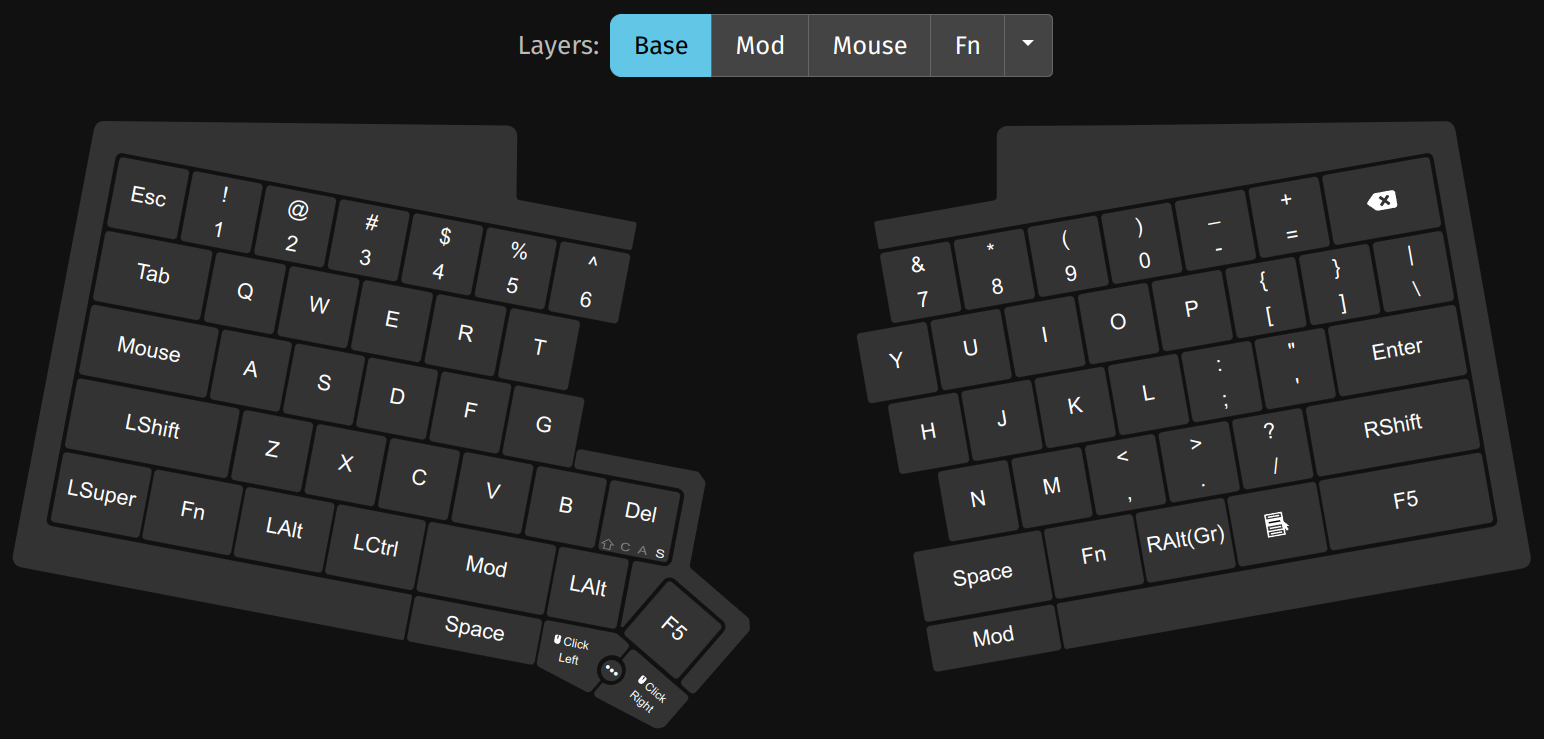 Layers: Base Mod Mouse Fn
Esc ! 1 @ 2 # 3 $ 4 % 5 ^ 6
Tab Q W E R T
Mouse A S D F G
LShift Z X C V B Del
C A S
LSuper Fn LAlt LCtrl Mod LAlt
Space Click Left Click Right F5
& 7 * 8 ( 9 ) 0 _ - + =
Y U I O P { [ } ] | \
H J K L : ; " ' Enter
N M < , > . ? / RShift
Space Fn RAlt(Gr) F5
Mod